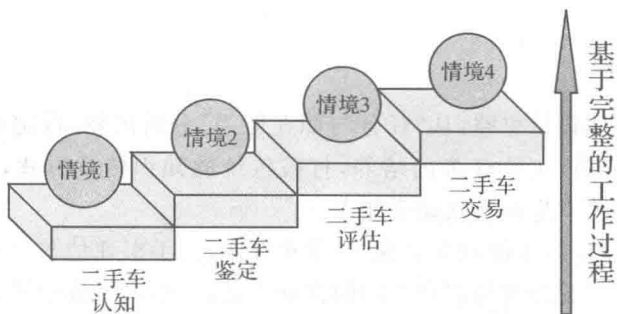 情境1
情境2
情境3
情境4
二手车
认知
二手车
鉴定
二手车
评估
二手车
交易
基于完整的工作过程